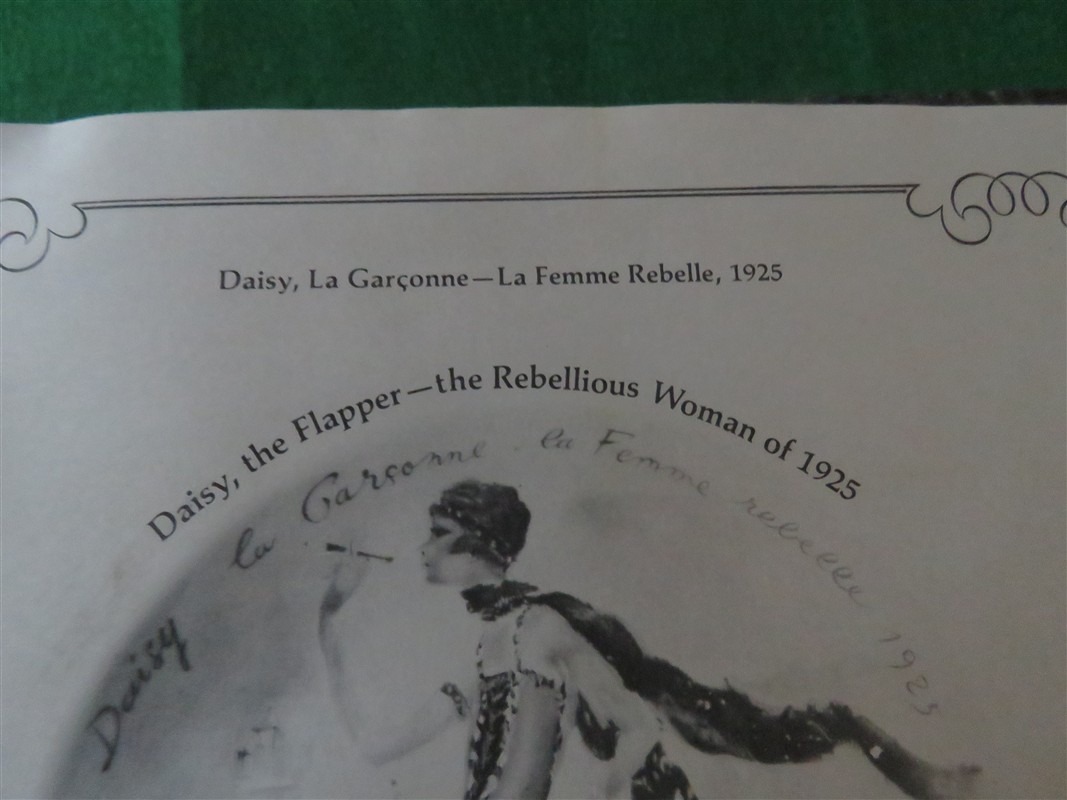 Daisy, La Garçonne—La Femme Rebelle, 1925
Daisy, the Flapper—the Rebellious Woman of 1925
Daisy la Garçonne - la Femme rebelle 1925